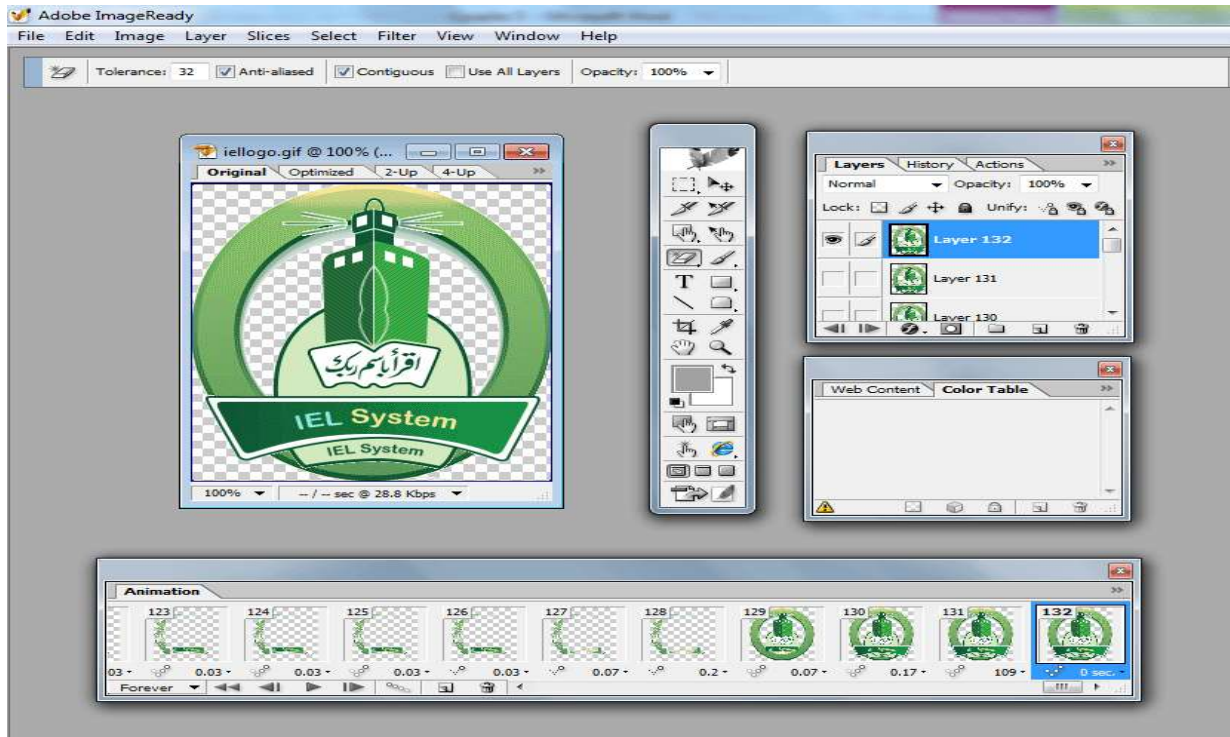 Adobe ImageReady
File Edit Image Layer Slices Select Filter View Window Help
Tolerance: 32 Anti-aliased Contiguous Use All Layers Opacity: 100%
iellogo.gif @ 100% (...
Original Optimized 2-Up 4-Up
اقرأ باسم ربك
IEL System
IEL System
100% -- / -- sec @ 28.8 Kbps
Layers History Actions
Normal Opacity: 100%
Lock: Unify:
Layer 132
Layer 131
Layer 130
Web Content Color Table
Animation
123 124 125 126 127 128 129 130 131 132
03 0.03 0.03 0.03 0.03 0.07 0.2 0.07 0.17 109 0 sec.
Forever